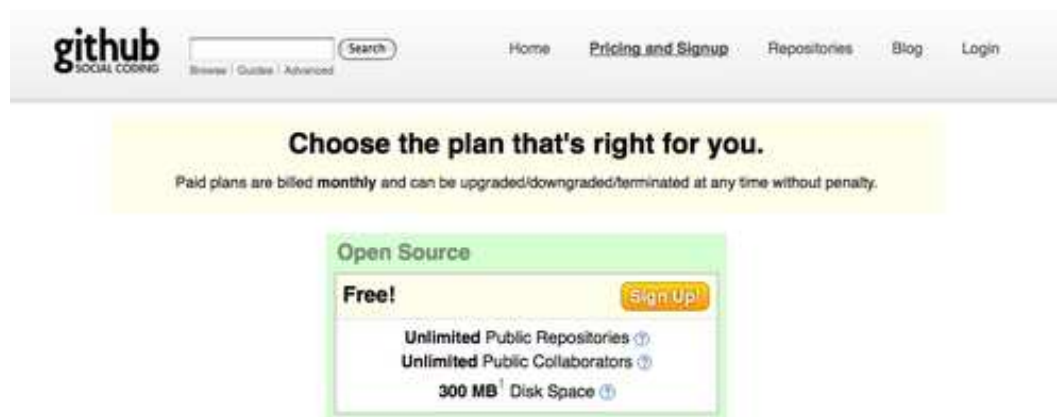 github
SOCIAL CODING
Search
Browse | Guides | Advanced
Home Pricing and Signup Repositories Blog Login
Choose the plan that's right for you.
Paid plans are billed monthly and can be upgraded/downgraded/terminated at any time without penalty.
Open Source
Free! Sign Up!
Unlimited Public Repositories ?
Unlimited Public Collaborators ?
300 MB¹ Disk Space ?